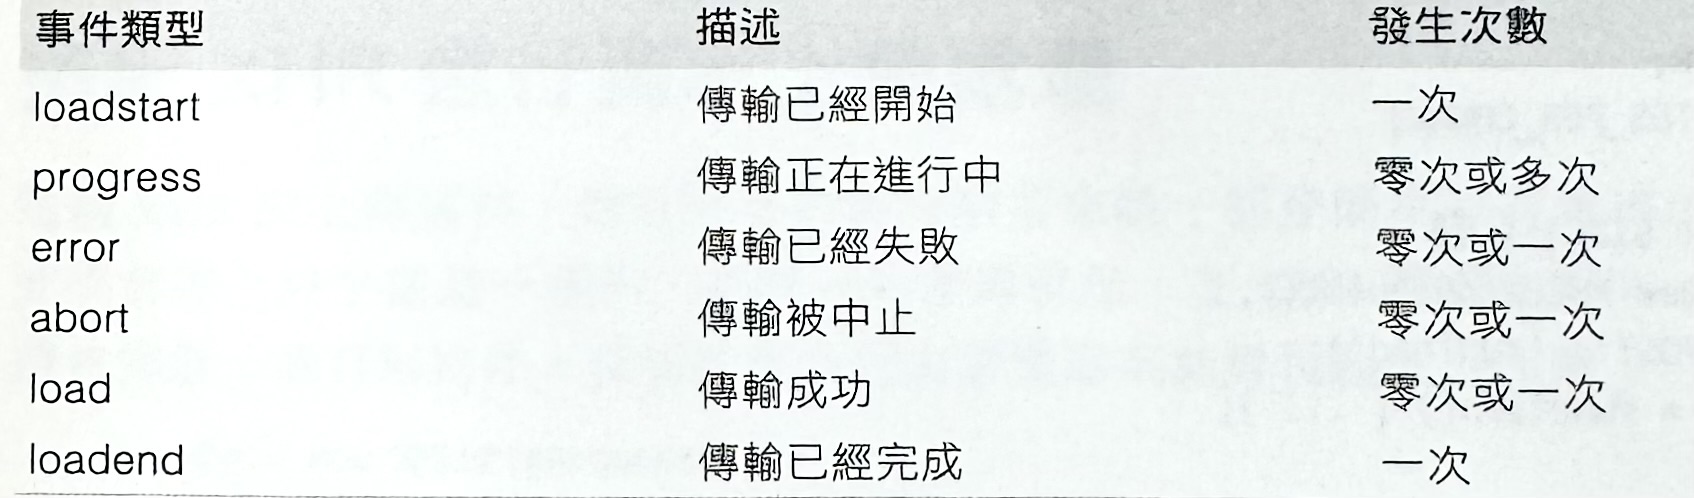 事件類型 描述 發生次數
loadstart 傳輸已經開始 一次
progress 傳輸正在進行中 零次或多次
error 傳輸已經失敗 零次或一次
abort 傳輸被中止 零次或一次
load 傳輸成功 零次或一次
loadend 傳輸已經完成 一次